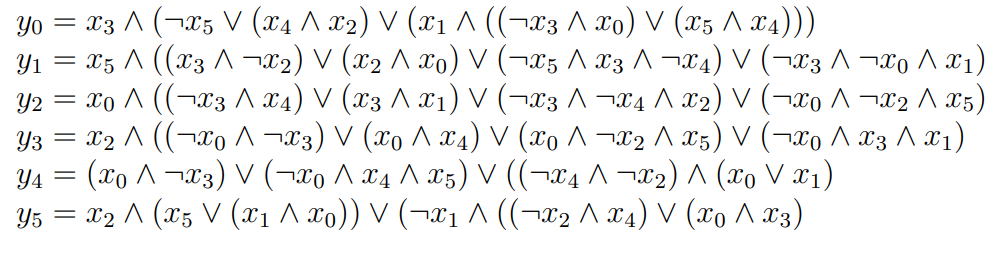 y₀ = x₃ ∧ (¬x₅ ∨ (x₄ ∧ x₂) ∨ (x₁ ∧ ((¬x₃ ∧ x₀) ∨ (x₅ ∧ x₄)))
y₁ = x₅ ∧ ((x₃ ∧ ¬x₂) ∨ (x₂ ∧ x₀) ∨ (¬x₅ ∧ x₃ ∧ ¬x₄) ∨ (¬x₃ ∧ ¬x₀ ∧ x₁)
y₂ = x₀ ∧ ((¬x₃ ∧ x₄) ∨ (x₃ ∧ x₁) ∨ (¬x₃ ∧ ¬x₄ ∧ x₂) ∨ (¬x₀ ∧ ¬x₂ ∧ x₅)
y₃ = x₂ ∧ ((¬x₀ ∧ ¬x₃) ∨ (x₀ ∧ x₄) ∨ (x₀ ∧ ¬x₂ ∧ x₅) ∨ (¬x₀ ∧ x₃ ∧ x₁)
y₄ = (x₀ ∧ ¬x₃) ∨ (¬x₀ ∧ x₄ ∧ x₅) ∨ ((¬x₄ ∧ ¬x₂) ∧ (x₀ ∨ x₁)
y₅ = x₂ ∧ (x₅ ∨ (x₁ ∧ x₀)) ∨ (¬x₁ ∧ ((¬x₂ ∧ x₄) ∨ (x₀ ∧ x₃)